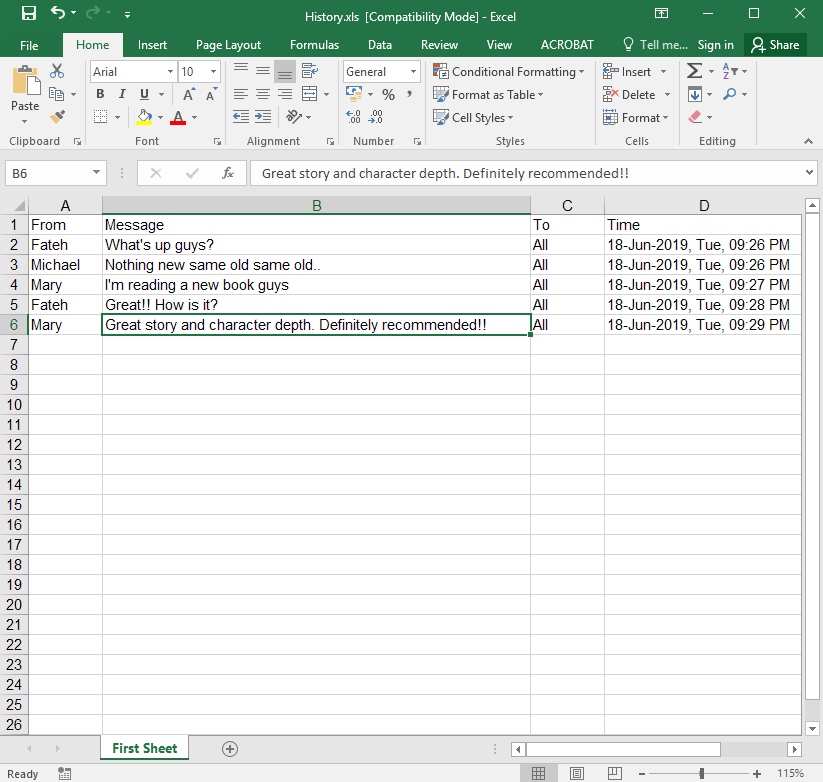 History.xls [Compatibility Mode] - Excel
File Home Insert Page Layout Formulas Data Review View ACROBAT Tell me... Sign in Share
Arial 10 General Conditional Formatting Insert
Paste B I U A A % , Format as Table Delete
A .00 .0 Cell Styles Format
Clipboard Font Alignment Number Styles Cells Editing
B6 fx Great story and character depth. Definitely recommended!!
A B C D
1 From Message To Time
2 Fateh What's up guys? All 18-Jun-2019, Tue, 09:26 PM
3 Michael Nothing new same old same old.. All 18-Jun-2019, Tue, 09:26 PM
4 Mary I'm reading a new book guys All 18-Jun-2019, Tue, 09:27 PM
5 Fateh Great!! How is it? All 18-Jun-2019, Tue, 09:28 PM
6 Mary Great story and character depth. Definitely recommended!! All 18-Jun-2019, Tue, 09:29 PM
7
8
9
10
11
12
13
14
15
16
17
18
19
20
21
22
23
24
25
26
First Sheet
Ready 115%